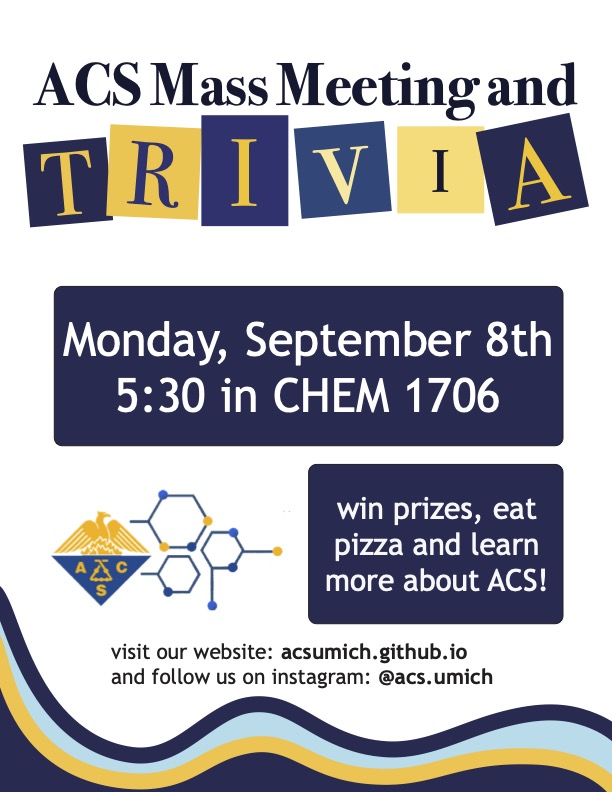 ACS Mass Meeting and
TRIVIA
Monday, September 8th
5:30 in CHEM 1706
win prizes, eat
pizza and learn
more about ACS!
A C
S
visit our website: acsumich.github.io
and follow us on instagram: @acs.umich